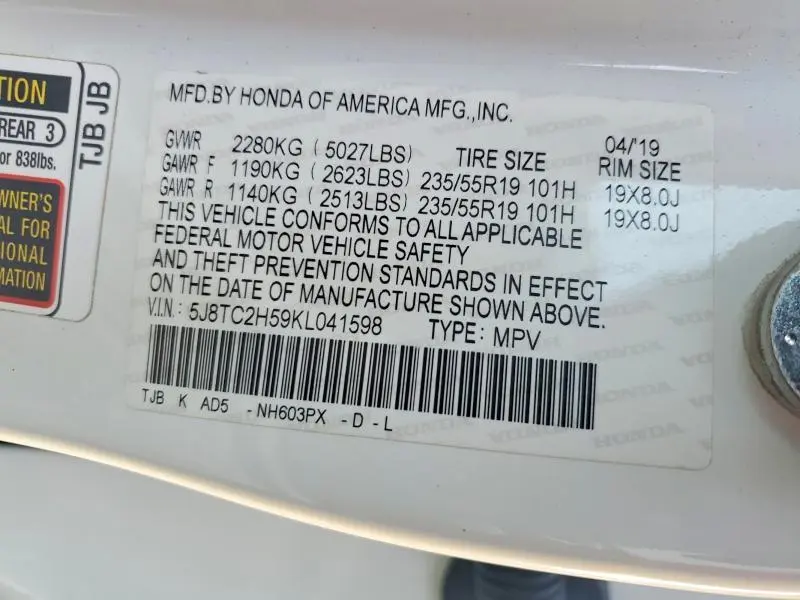 TION
REAR 3
or 838lbs.
OWNER'S
AL FOR
TIONAL
MATION
TJB JB
MFD.BY HONDA OF AMERICA MFG.,INC.
04/'19
GVWR 2280KG (5027LBS) TIRE SIZE RIM SIZE
GAWR F 1190KG (2623LBS) 235/55R19 101H 19X8.0J
GAWR R 1140KG (2513LBS) 235/55R19 101H 19X8.0J
THIS VEHICLE CONFORMS TO ALL APPLICABLE
FEDERAL MOTOR VEHICLE SAFETY
AND THEFT PREVENTION STANDARDS IN EFFECT
ON THE DATE OF MANUFACTURE SHOWN ABOVE.
V.I.N.: 5J8TC2H59KL041598 TYPE: MPV
TJB K AD5 - NH603PX - D - L
HONDA